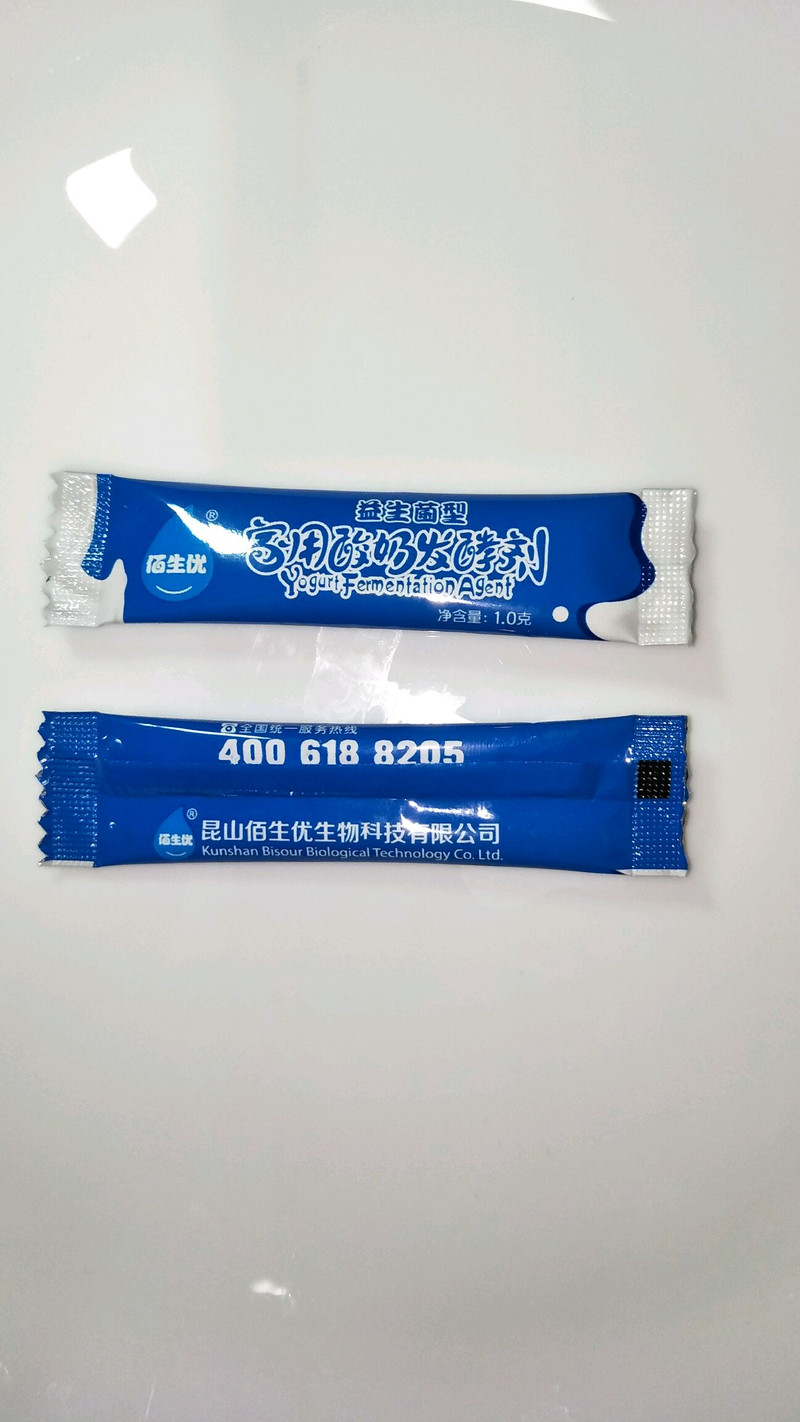 佰生优
®
益生菌型
家用酸奶发酵剂
Yogurt Fermentation Agent
净含量: 1.0克
全国统一服务热线
400 618 8205
佰生优
®
昆山佰生优生物科技有限公司
Kunshan Bisour Biological Technology Co. Ltd.